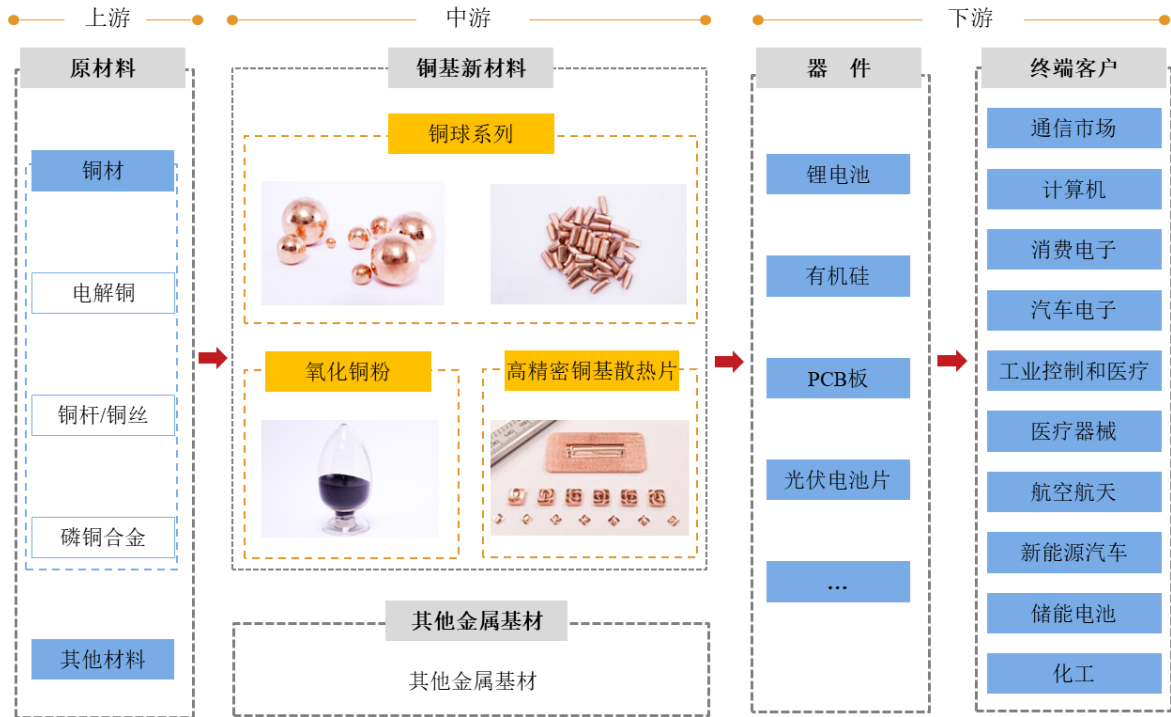 上游
中游
下游
原材料
铜材
电解铜
铜杆/铜丝
磷铜合金
其他材料
铜基新材料
铜球系列
氧化铜粉
高精密铜基散热片
其他金属基材
其他金属基材
器 件
锂电池
有机硅
PCB板
光伏电池片
...
终端客户
通信市场
计算机
消费电子
汽车电子
工业控制和医疗
医疗器械
航空航天
新能源汽车
储能电池
化工